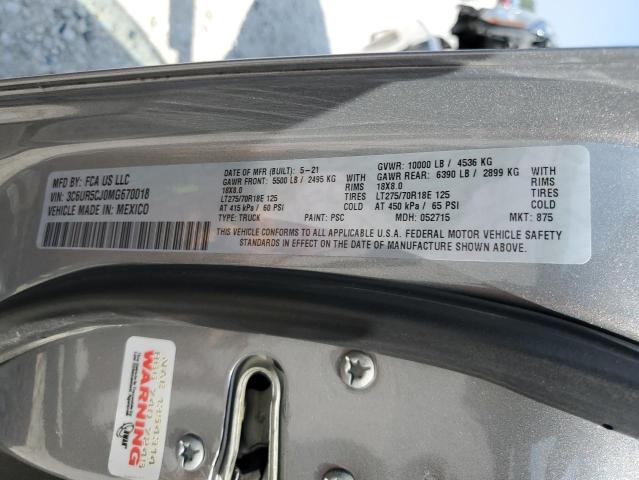 MFD BY: FCA US LLC
VIN: 3C6UR5CJ0MG670018
VEHICLE MADE IN: MEXICO
DATE OF MFR (BUILT): 5-21
GAWR FRONT: 5500 LB / 2495 KG WITH
18X8.0 TIRES
LT275/70R18E 125 COLD
AT 415 kPa / 60 PSI
GVWR: 10000 LB / 4536 KG
GAWR REAR: 6390 LB / 2899 KG WITH
18X8.0 TIRES
LT275/70R18E 125 COLD
AT 450 kPa / 65 PSI
TYPE: TRUCK PAINT: PSC MDH: 052715 MKT: 875
THIS VEHICLE CONFORMS TO ALL APPLICABLE U.S.A. FEDERAL MOTOR VEHICLE SAFETY
STANDARDS IN EFFECT ON THE DATE OF MANUFACTURE SHOWN ABOVE.
WARNING